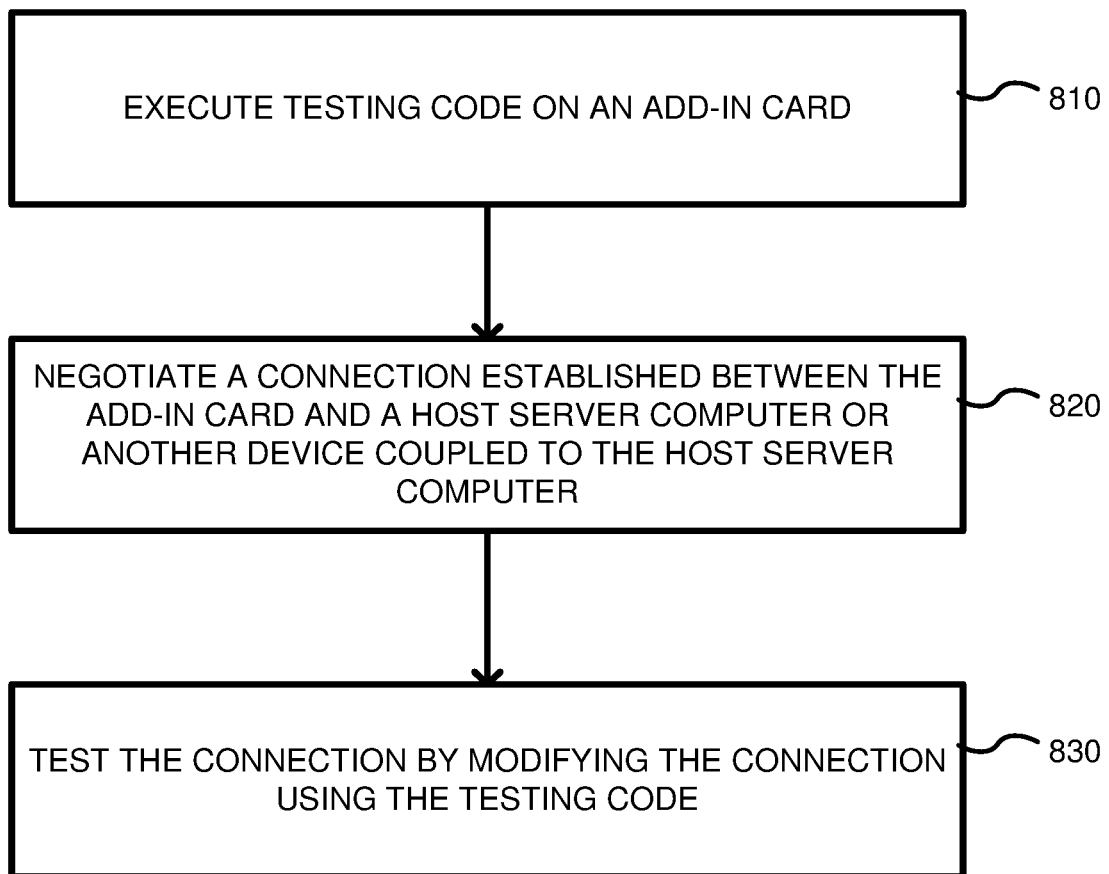 EXECUTE TESTING CODE ON AN ADD-IN CARD
810
NEGOTIATE A CONNECTION ESTABLISHED BETWEEN THE
ADD-IN CARD AND A HOST SERVER COMPUTER OR
ANOTHER DEVICE COUPLED TO THE HOST SERVER
COMPUTER
820
TEST THE CONNECTION BY MODIFYING THE CONNECTION
USING THE TESTING CODE
830